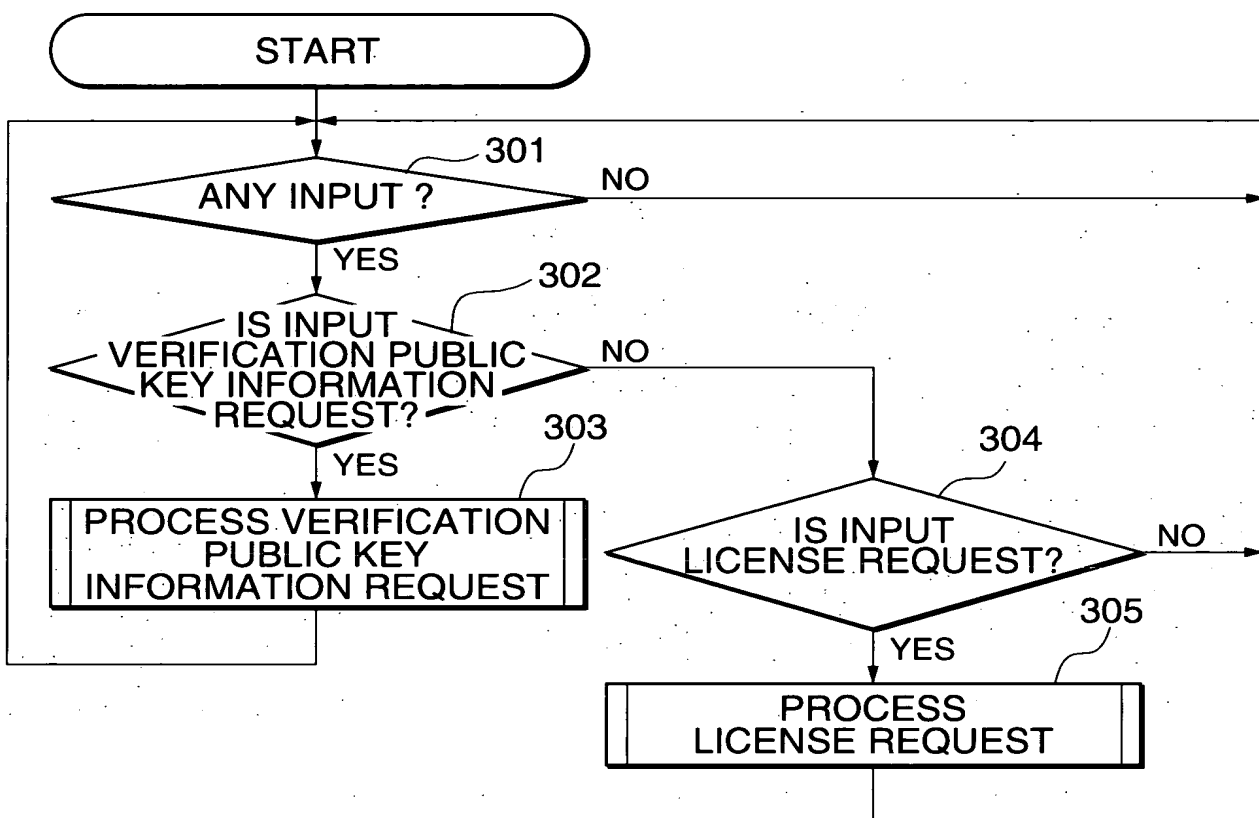 START
301
ANY INPUT ?
NO
YES
302
IS INPUT
VERIFICATION PUBLIC
KEY INFORMATION
REQUEST?
NO
YES
303
PROCESS VERIFICATION
PUBLIC KEY
INFORMATION REQUEST
304
IS INPUT
LICENSE REQUEST?
NO
YES
305
PROCESS
LICENSE REQUEST